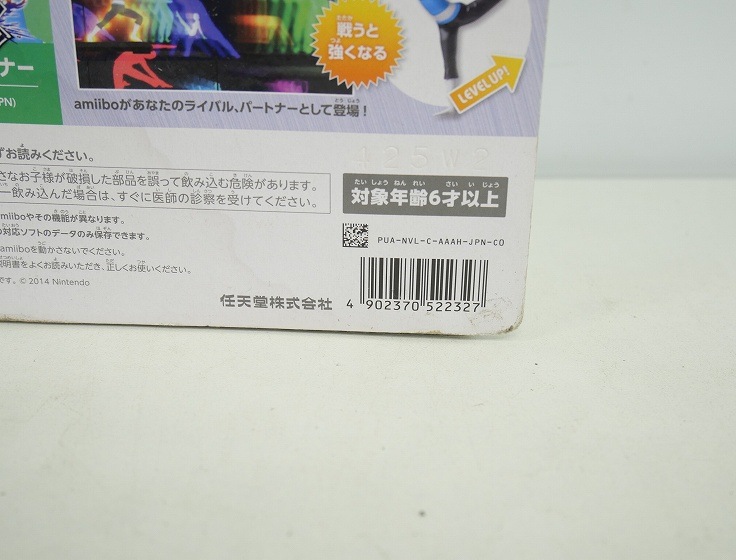 ナー
PN)
戦うと
強くなる
LEVEL UP!
amiiboがあなたのライバル、パートナーとして登場!
ずお読みください。
さなお子様が破損した部品を誤って飲み込む危険があります。
一飲み込んだ場合は、すぐに医師の診察を受けてください。
対象年齢6才以上
amiiboやその機能が異なります。
の対応ソフトのデータのみ保存できます。
amiiboを動かさないでください。
説明書をよくお読みいただき、正しくお使いください。
です。 © 2014 Nintendo
PUA-NVL-C-AAAH-JPN-C0
任天堂株式会社
4 902370 522327